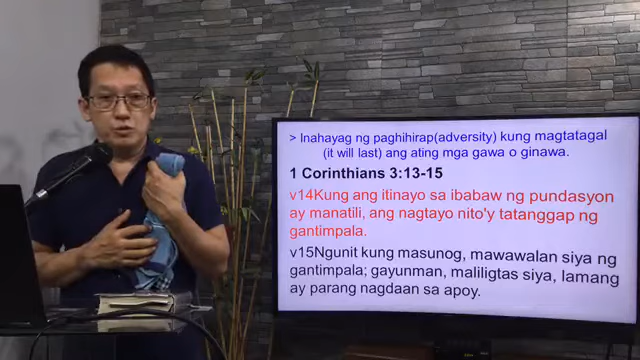 > Inahayag ng paghihirap(adversity) kung magtatagal
(it will last) ang ating mga gawa o ginawa.
1 Corinthians 3:13-15
v14Kung ang itinayo sa ibabaw ng pundasyon
ay manatili, ang nagtayo nito'y tatanggap ng
gantimpala.
v15Ngunit kung masunog, mawawalan siya ng
gantimpala; gayunman, maliligtas siya, lamang
ay parang nagdaan sa apoy.